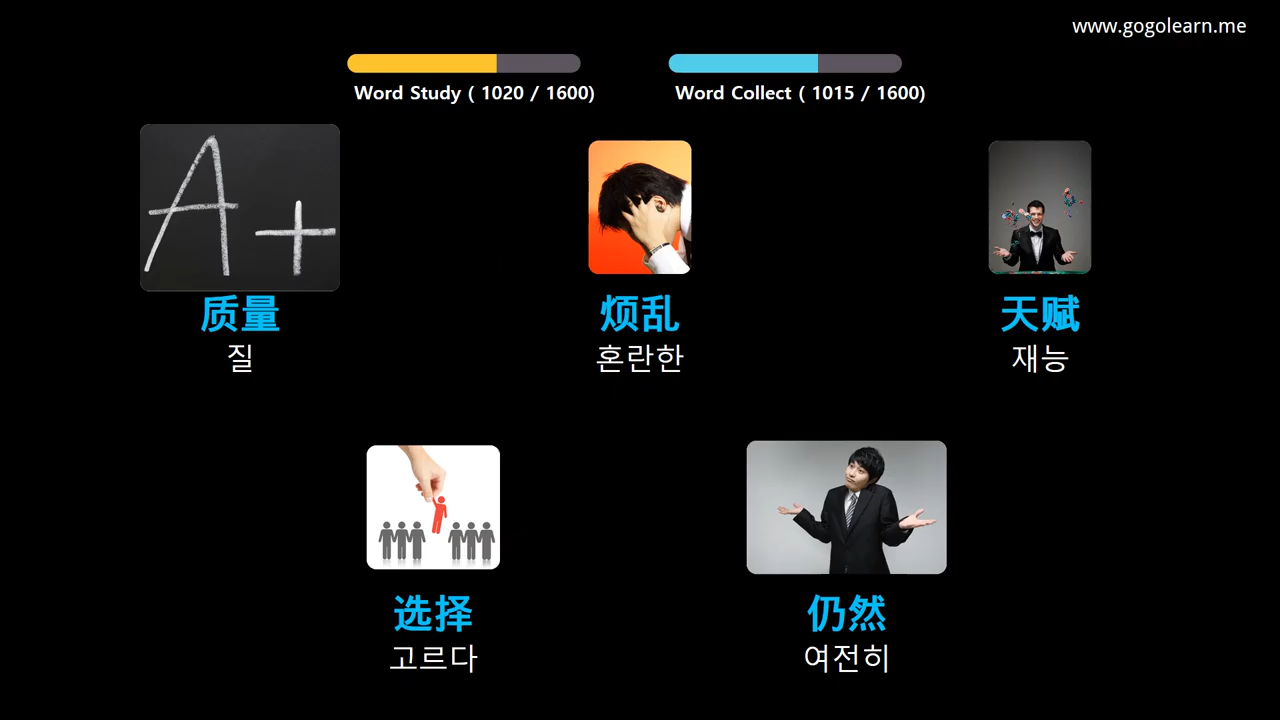 www.gogolearn.me
Word Study ( 1020 / 1600)
Word Collect ( 1015 / 1600)
A+
质量
질
烦乱
혼란한
天赋
재능
选择
고르다
仍然
여전히